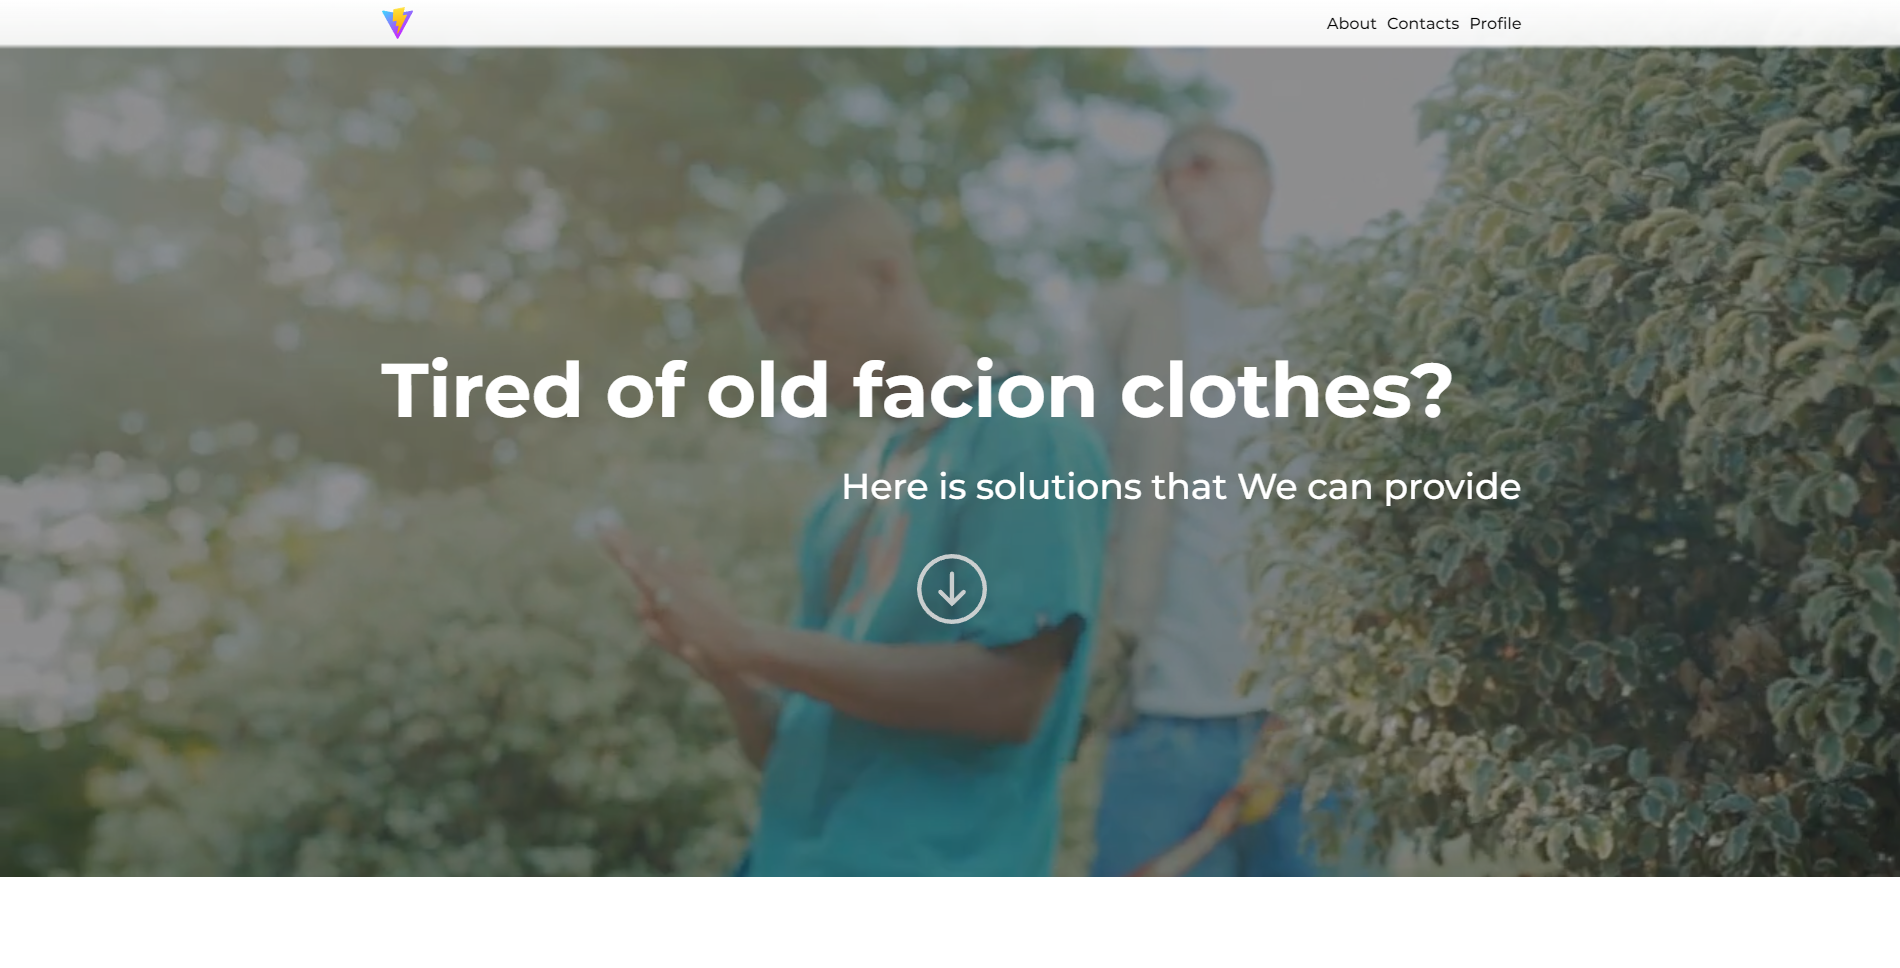 About Contacts Profile
Tired of old facion clothes?
Here is solutions that We can provide